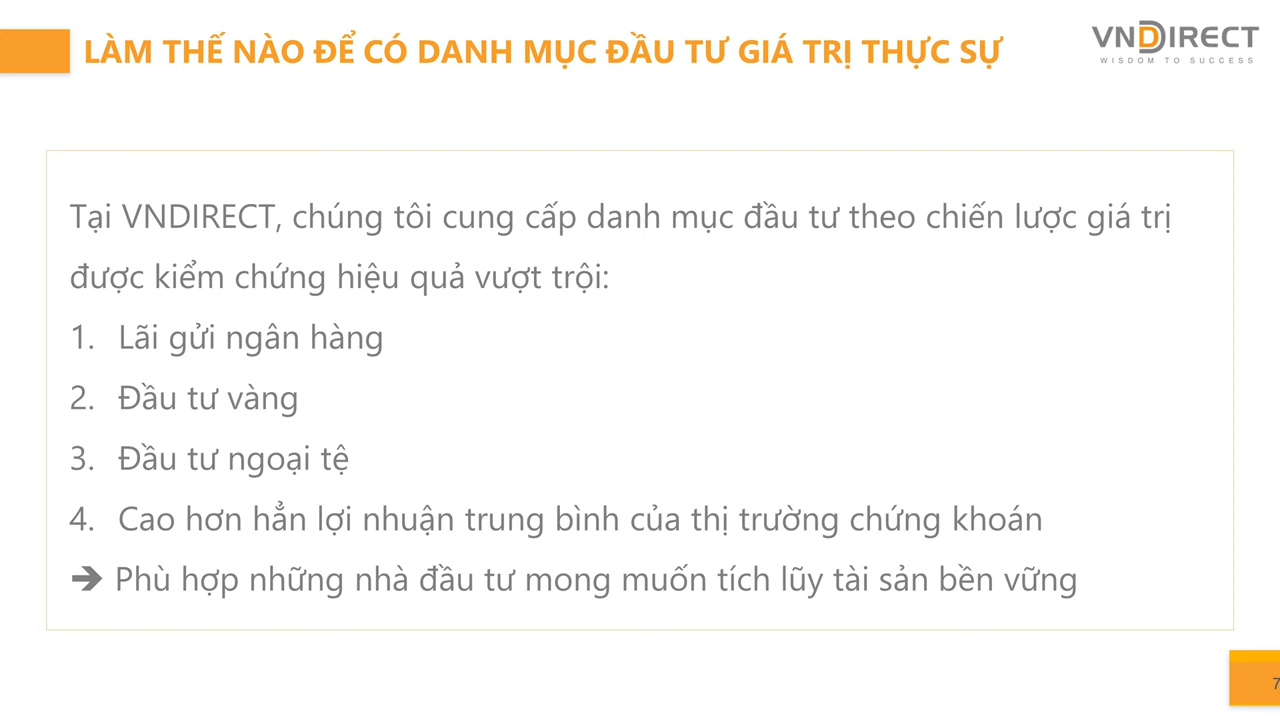 LÀM THẾ NÀO ĐỂ CÓ DANH MỤC ĐẦU TƯ GIÁ TRỊ THỰC SỰ
VNDIRECT
WISDOM TO SUCCESS
Tại VNDIRECT, chúng tôi cung cấp danh mục đầu tư theo chiến lược giá trị
được kiểm chứng hiệu quả vượt trội:
1. Lãi gửi ngân hàng
2. Đầu tư vàng
3. Đầu tư ngoại tệ
4. Cao hơn hẳn lợi nhuận trung bình của thị trường chứng khoán
➔ Phù hợp những nhà đầu tư mong muốn tích lũy tài sản bền vững
7